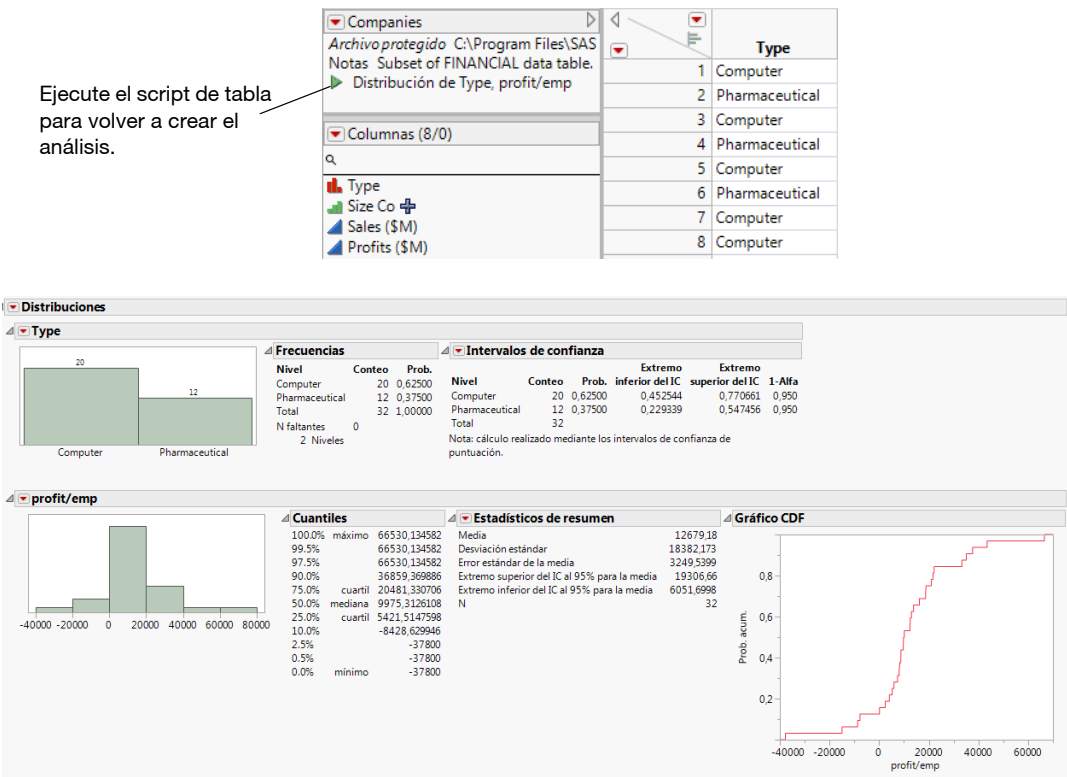 Ejecute el script de tabla
para volver a crear el
análisis.
Companies
Archivo protegido C:\Program Files\SAS
Notas Subset of FINANCIAL data table.
Distribución de Type, profit/emp
Columnas (8/0)
Type
Size Co
Sales ($M)
Profits ($M)
Type
1 Computer
2 Pharmaceutical
3 Computer
4 Pharmaceutical
5 Computer
6 Pharmaceutical
7 Computer
8 Computer
Distribuciones
Type
20
12
Computer Pharmaceutical
Frecuencias
Nivel Conteo Prob.
Computer 20 0,62500
Pharmaceutical 12 0,37500
Total 32 1,00000
N faltantes 0
2 Niveles
Intervalos de confianza
Nivel Conteo Prob. Extremo inferior del IC Extremo superior del IC 1-Alfa
Computer 20 0,62500 0,452544 0,770661 0,950
Pharmaceutical 12 0,37500 0,229339 0,547456 0,950
Total 32
Nota: cálculo realizado mediante los intervalos de confianza de
puntuación.
profit/emp
-40000 -20000 0 20000 40000 60000 80000
Cuantiles
100.0% máximo 66530,134582
99.5% 66530,134582
97.5% 66530,134582
90.0% 36859,369886
75.0% cuartil 20481,330706
50.0% mediana 9975,3126108
25.0% cuartil 5421,5147598
10.0% -8428,629946
2.5% -37800
0.5% -37800
0.0% mínimo -37800
Estadísticos de resumen
Media 12679,18
Desviación estándar 18382,173
Error estándar de la media 3249,5399
Extremo superior del IC al 95% para la media 19306,66
Extremo inferior del IC al 95% para la media 6051,6998
N 32
Gráfico CDF
Prob. acum.
0,8
0,6
0,4
0,2
-40000 -20000 0 20000 40000 60000
profit/emp